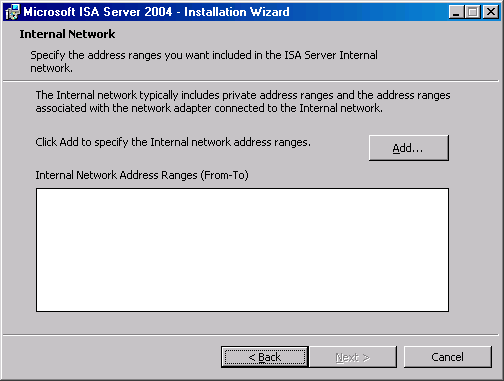 Microsoft ISA Server 2004 - Installation Wizard
Internal Network
Specify the address ranges you want included in the ISA Server Internal
network.
The Internal network typically includes private address ranges and the address ranges
associated with the network adapter connected to the Internal network.
Click Add to specify the Internal network address ranges.
Add...
Internal Network Address Ranges (From-To)
< Back
Next >
Cancel